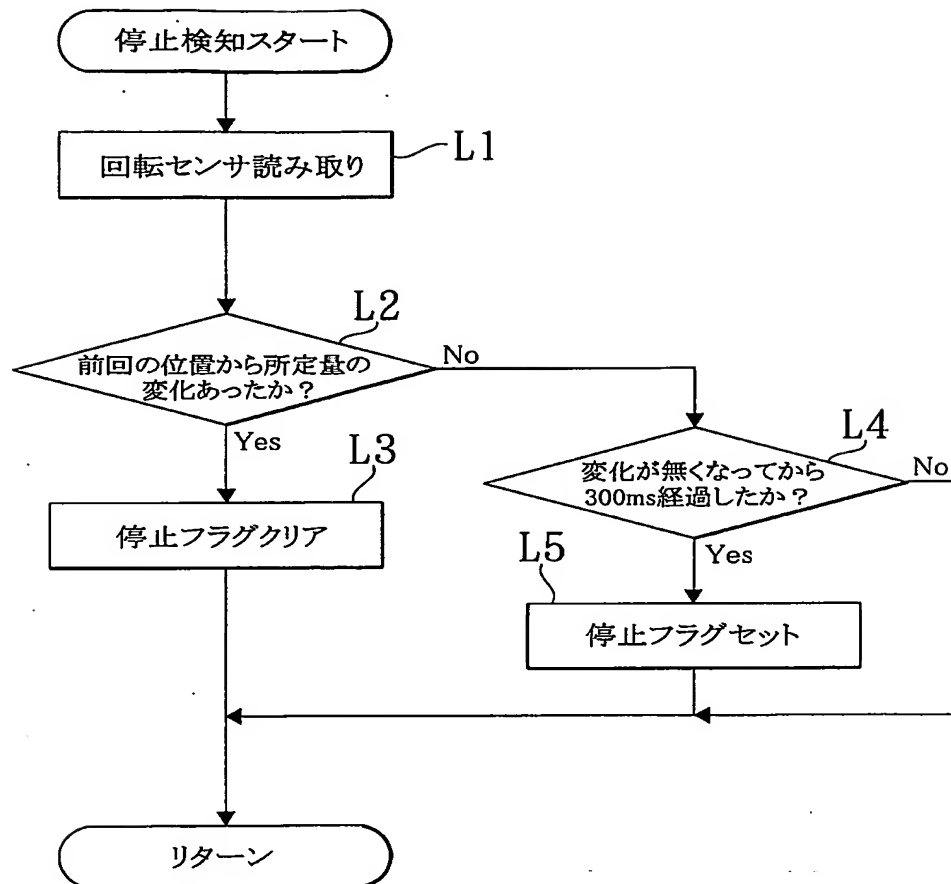 停止検知スタート
回転センサ読み取り
L1
L2
前回の位置から所定量の
変化あったか？
No
Yes
L3
停止フラグクリア
L4
変化が無くなってから
300ms経過したか？
No
Yes
L5
停止フラグセット
リターン